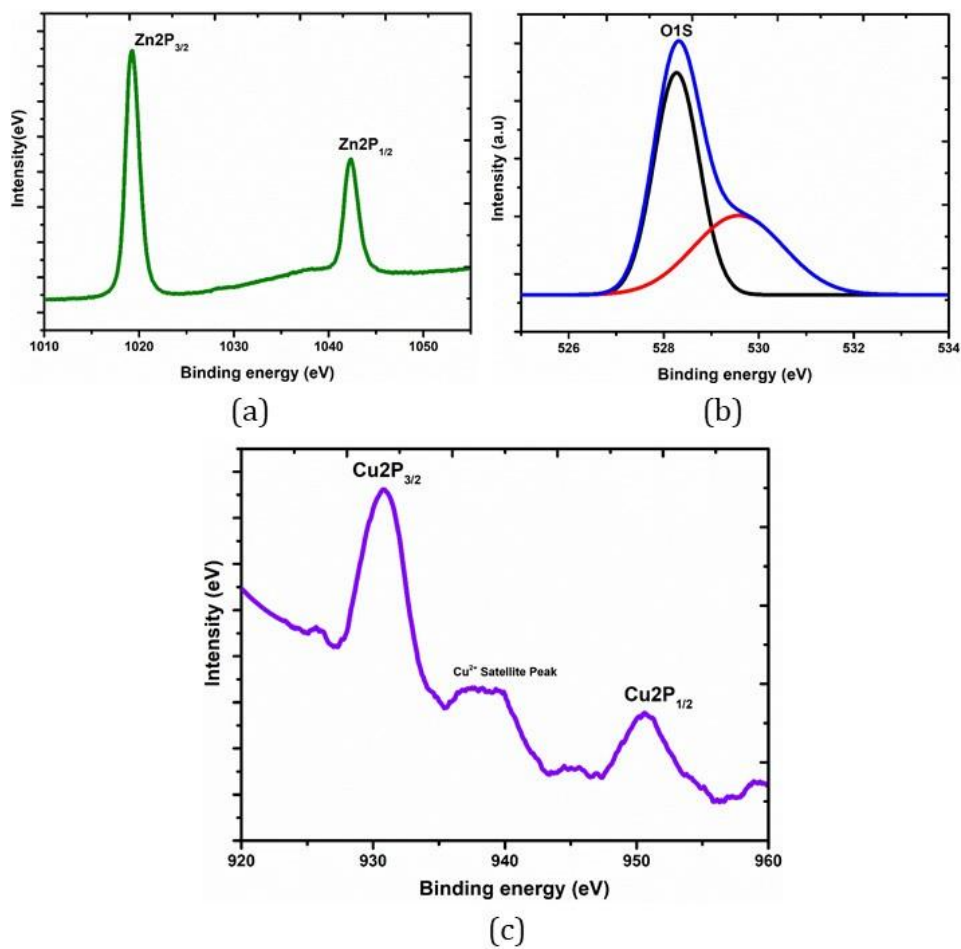 Zn2P3/2
Zn2P1/2
Intensity(eV)
1010 1020 1030 1040 1050
Binding energy (eV)
(a)
O1S
Intensity (a.u)
526 528 530 532 534
Binding energy (eV)
(b)
Cu2P3/2
Cu2+ Satellite Peak
Cu2P1/2
Intensity (eV)
920 930 940 950 960
Binding energy (eV)
(c)